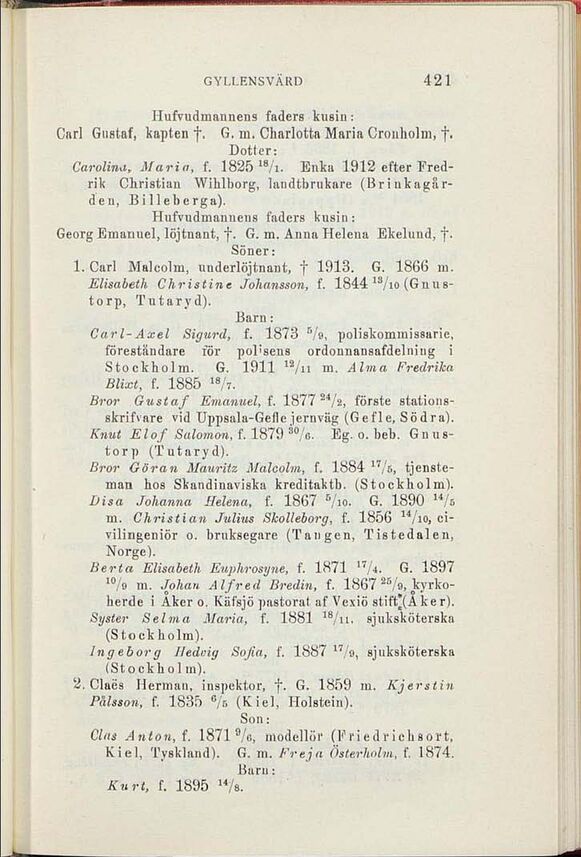 GYLLENSVÄRD 421
Hufvudmannens faders kusin:
Carl Gustaf, kapten †. G. m. Charlotta Maria Cronholm, †.
Dotter:
Carolina, Maria, f. 1825 18/1. Enka 1912 efter Fred-
rik Christian Wihlborg, landtbrukare (Brinkagår-
den, Billeberga).
Hufvudmannens faders kusin:
Georg Emanuel, löjtnant, †. G. m. Anna Helena Ekelund, †.
Söner:
1. Carl Malcolm, underlöjtnant, † 1913. G. 1866 m.
Elisabeth Christine Johansson, f. 1844 13/10 (Gnus-
torp, Tutaryd).
Barn:
Carl-Axel Sigurd, f. 1873 5/9, poliskommissarie,
föreståndare för polisens ordonnansafdelning i
Stockholm. G. 1911 12/11 m. Alma Fredrika
Blixt, f. 1885 18/7.
Bror Gustaf Emanuel, f. 1877 24/2, förste stations-
skrifvare vid Uppsala-Gefle jernväg (Gefle, Södra).
Knut Elof Salomon, f. 1879 30/6. Eg. o. beb. Gnus-
torp (Tutaryd).
Bror Göran Mauritz Malcolm, f. 1884 17/5, tjenste-
man hos Skandinaviska kreditaktb. (Stockholm).
Disa Johanna Helena, f. 1867 5/10. G. 1890 14/5
m. Christian Julius Skolleborg, f. 1856 14/10, ci-
vilingeniör o. bruksegare (Tangen, Tistedalen,
Norge).
Berta Elisabeth Euphrosyne, f. 1871 17/4. G. 1897
10/9 m. Johan Alfred Bredin, f. 1867 25/9, kyrko-
herde i Åker o. Käfsjö pastorat af Vexiö stift (Åker).
Syster Selma Maria, f. 1881 18/11. sjuksköterska
(Stockholm).
Ingeborg Hedvig Sofia, f. 1887 17/9, sjuksköterska
(Stockholm).
2. Claës Herman, inspektor, †. G. 1859 m. Kjerstin
Pålsson, f. 1835 6/5 (Kiel, Holstein).
Son:
Clas Anton, f. 1871 9/6, modellör (Friedrichsort,
Kiel, Tyskland). G. m. Freja Österholm, f. 1874.
Barn:
Kurt, f. 1895 14/8.